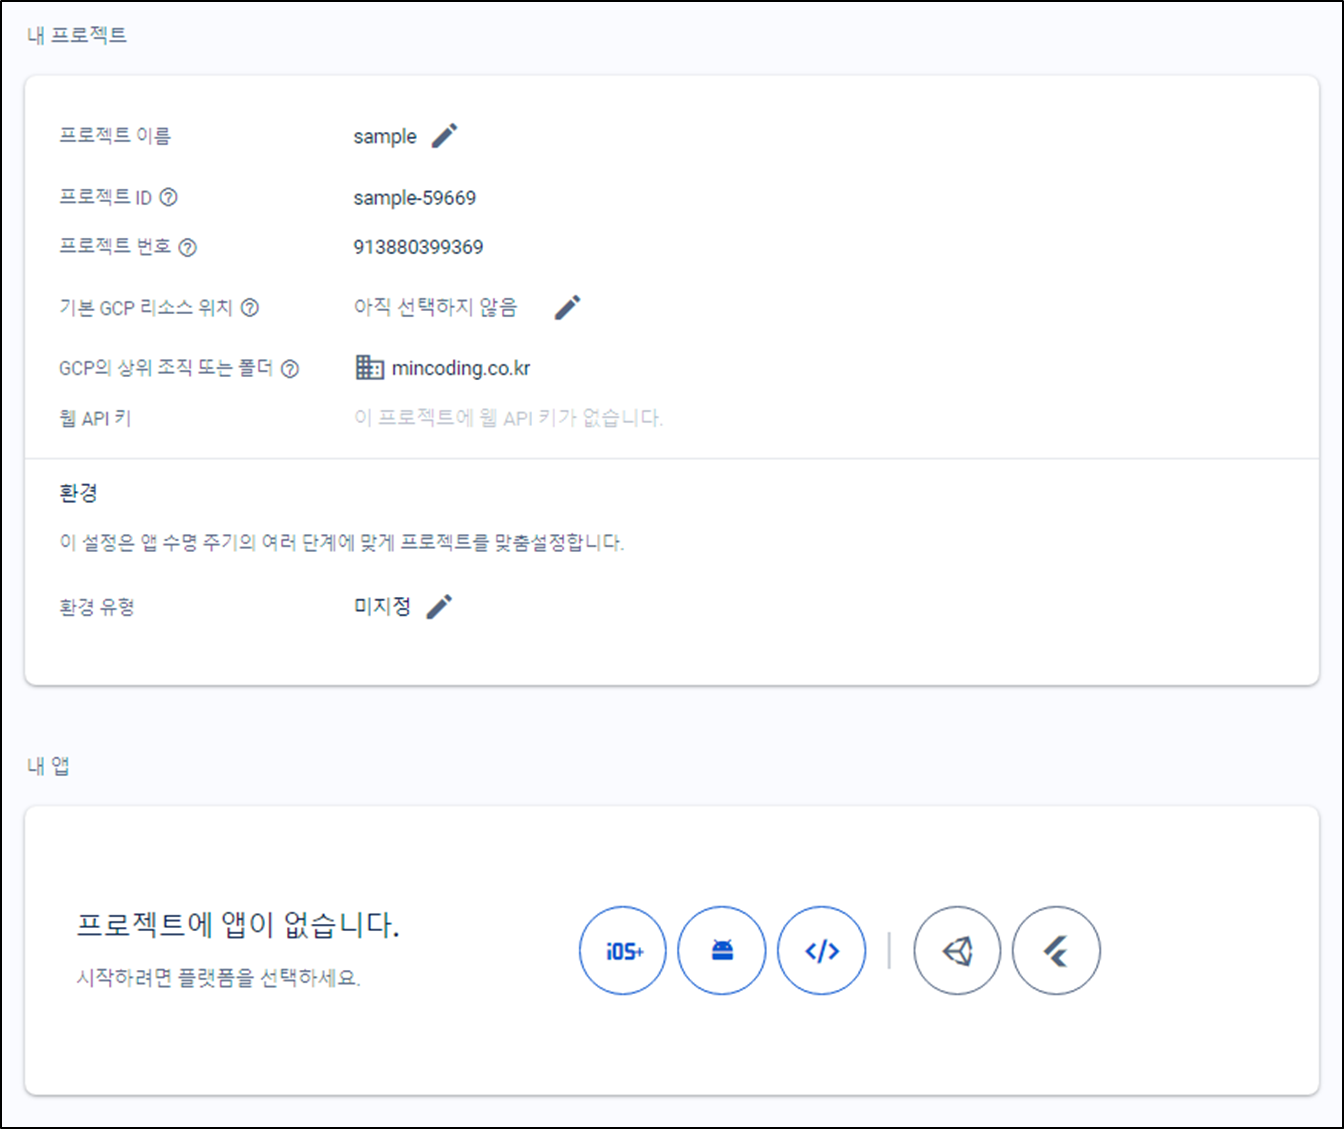 내 프로젝트
프로젝트 이름 sample
프로젝트 ID sample-59669
프로젝트 번호 913880399369
기본 GCP 리소스 위치 아직 선택하지 않음
GCP의 상위 조직 또는 폴더 mincoding.co.kr
웹 API 키 이 프로젝트에 웹 API 키가 없습니다.
환경
이 설정은 앱 수명 주기의 여러 단계에 맞게 프로젝트를 맞춤설정합니다.
환경 유형 미지정
내 앱
프로젝트에 앱이 없습니다.
시작하려면 플랫폼을 선택하세요.
iOS+